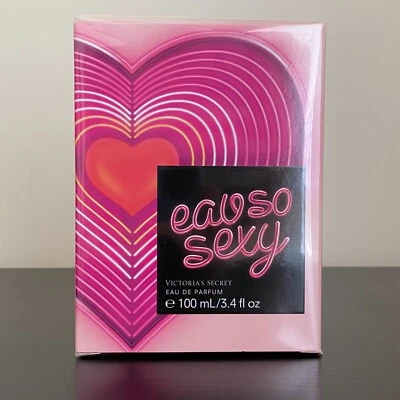 eau so
sexy
VICTORIA'S SECRET
EAU DE PARFUM
℮ 100 mL/3.4 fl oz